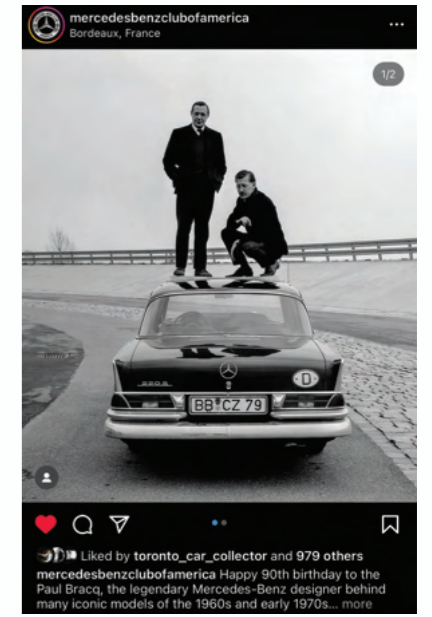 mercedesbenzclubofamerica
Bordeaux, France
1/2
220 S
D
BB CZ 79
Liked by toronto_car_collector and 979 others
mercedesbenzclubofamerica Happy 90th birthday to the
Paul Bracq, the legendary Mercedes-Benz designer behind
many iconic models of the 1960s and early 1970s... more